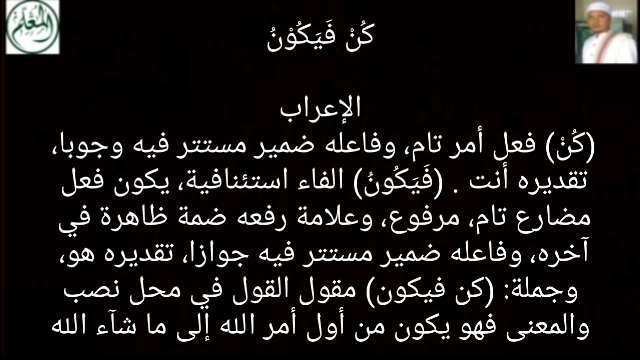 المعلم
كُنْ فَيَكُوْنُ
الإعراب
(كُنْ) فعل أمر تام، وفاعله ضمير مستتر فيه وجوبا،
تقديره أنت . (فَيَكُونُ) الفاء استئنافية، يكون فعل
مضارع تام، مرفوع، وعلامة رفعه ضمة ظاهرة في
آخره، وفاعله ضمير مستتر فيه جوازا، تقديره هو،
وجملة: (كن فيكون) مقول القول في محل نصب
والمعنى فهو يكون من أول أمر الله إلى ما شآء الله